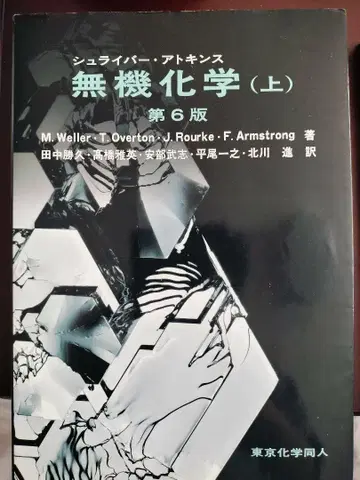 シュライバー・アトキンス
無機化学(上)
第6版
M. Weller・T. Overton・J. Rourke・F. Armstrong 著
田中勝久・髙橋雅英・安部武志・平尾一之・北川 進 訳
東京化学同人